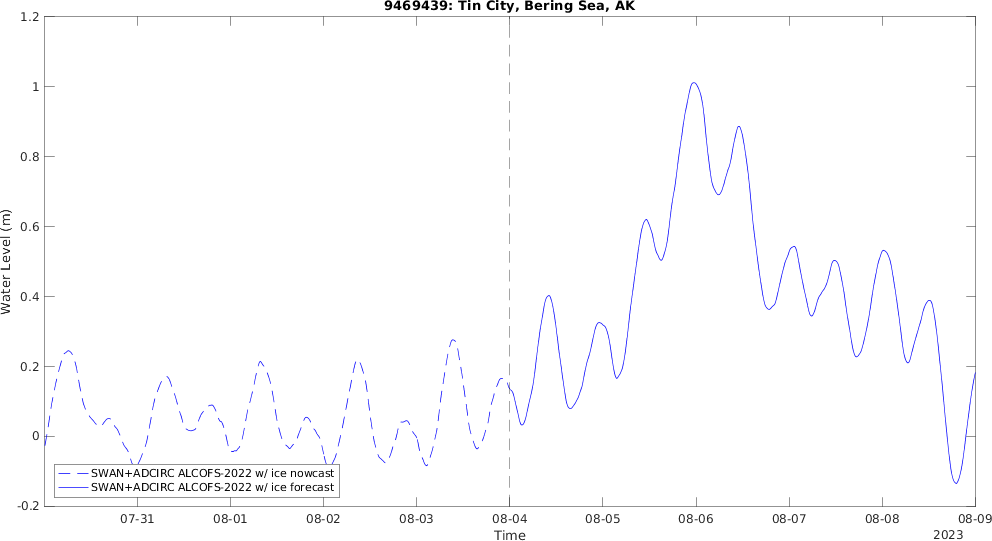 9469439: Tin City, Bering Sea, AK
1.2
1
0.8
0.6
0.4
0.2
0
-0.2
Water Level (m)
SWAN+ADCIRC ALCOFS-2022 w/ ice nowcast
SWAN+ADCIRC ALCOFS-2022 w/ ice forecast
07-31 08-01 08-02 08-03 08-04 08-05 08-06 08-07 08-08 08-09
Time
2023